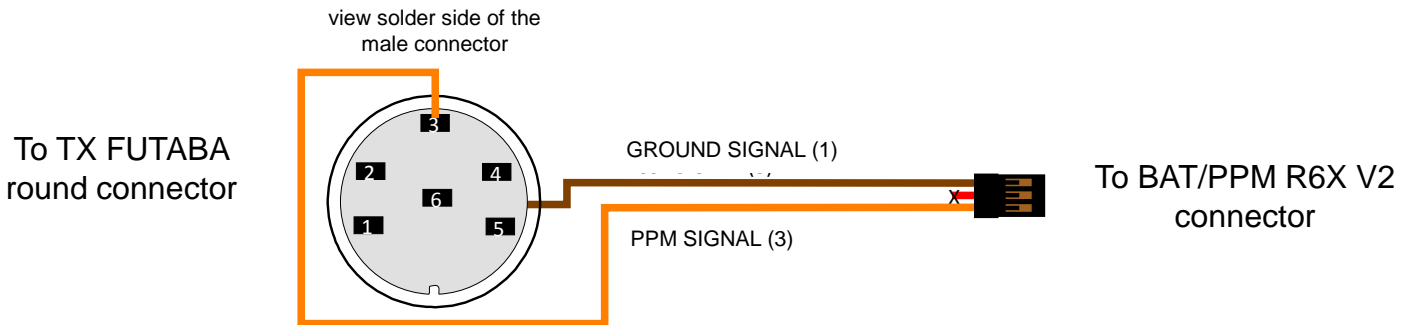 view solder side of the
male connector
To TX FUTABA
round connector
3
2
4
6
1
5
GROUND SIGNAL (1)
PPM SIGNAL (3)
X
To BAT/PPM R6X V2
connector